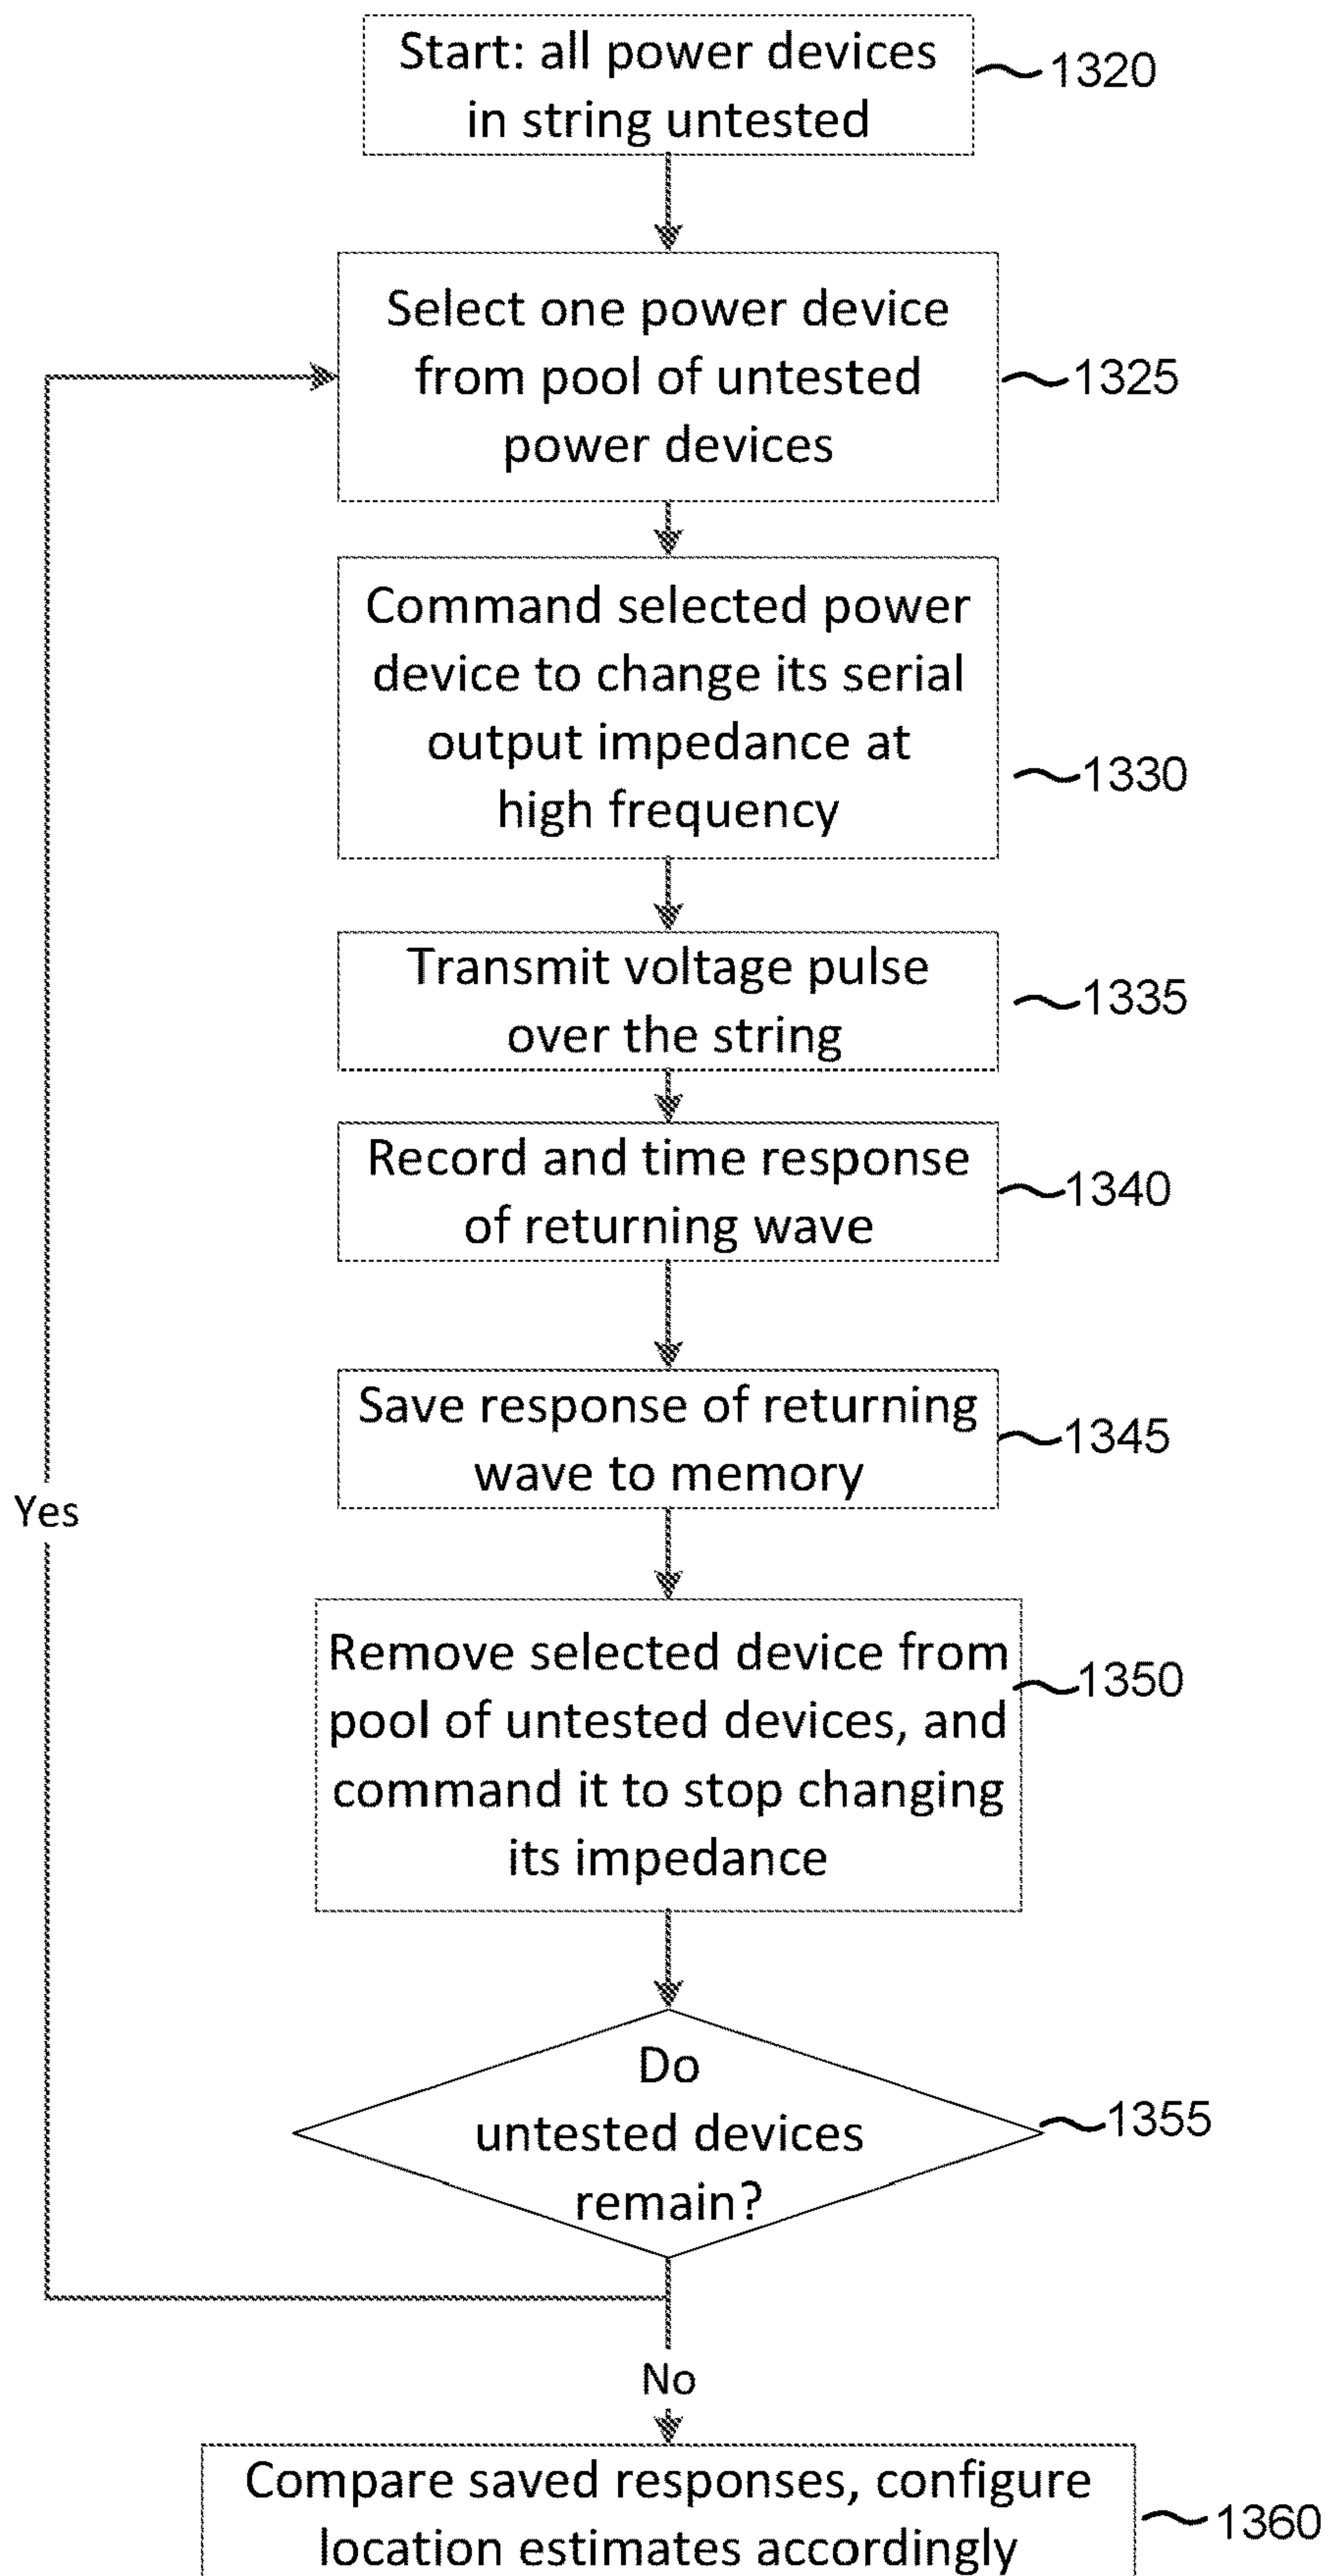 Start: all power devices
in string untested
1320
Select one power device
from pool of untested
power devices
1325
Command selected power
device to change its serial
output impedance at
high frequency
1330
Transmit voltage pulse
over the string
1335
Record and time response
of returning wave
1340
Save response of returning
wave to memory
1345
Yes
Remove selected device from
pool of untested devices, and
command it to stop changing
its impedance
1350
Do
untested devices
remain?
1355
No
Compare saved responses, configure
location estimates accordingly
1360